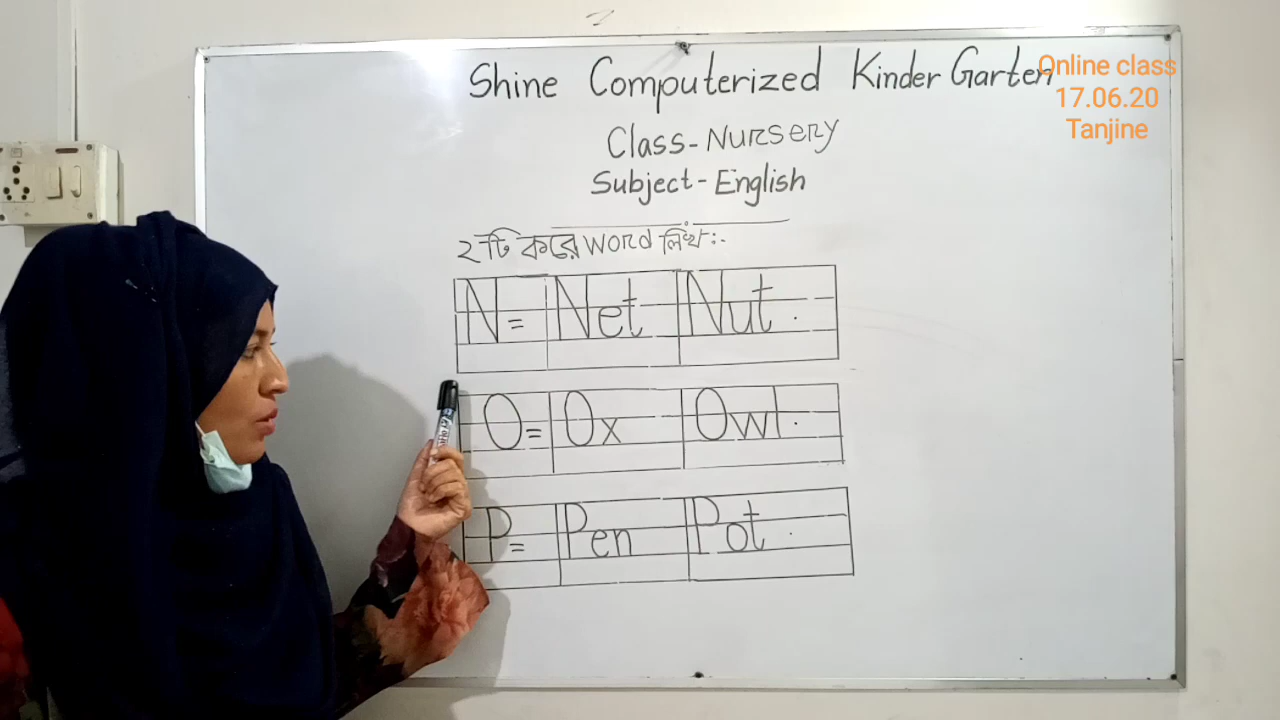 Shine Computerized Kinder Garten
Online class
17.06.20
Tanjine
Class-Nursery
Subject-English
২টি করে word লিখ:-
N= Net Nut.
O= Ox Owl.
P= Pen Pot.